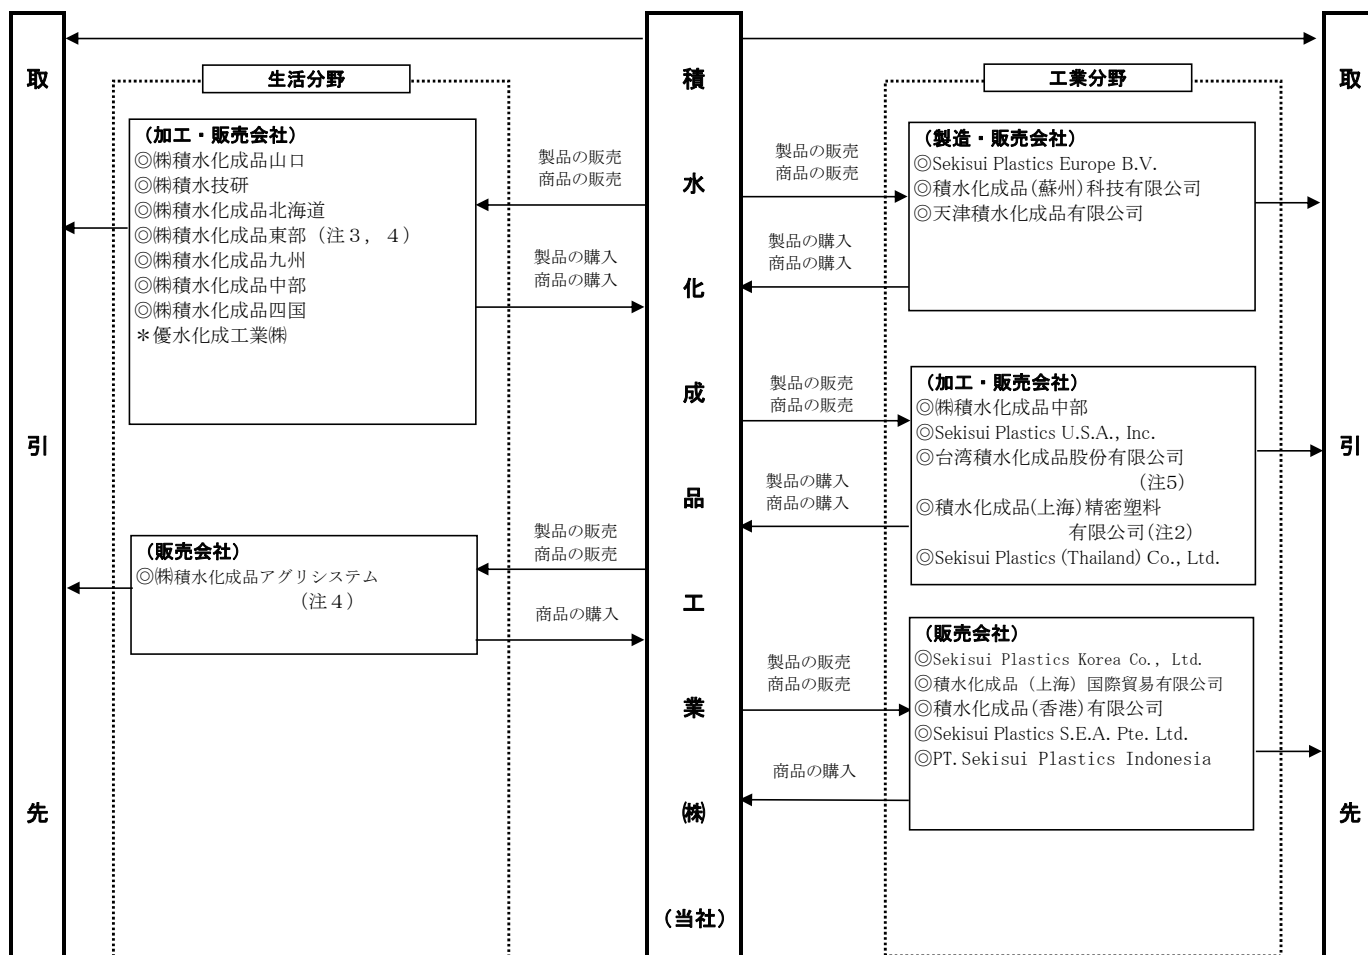 取引先
生活分野
(加工・販売会社)
◎㈱積水化成品山口
◎㈱積水技研
◎㈱積水化成品北海道
◎㈱積水化成品東部（注３，４）
◎㈱積水化成品九州
◎㈱積水化成品中部
◎㈱積水化成品四国
＊優水化成工業㈱
製品の販売
商品の販売
製品の購入
商品の購入
(販売会社)
◎㈱積水化成品アグリシステム
（注４）
製品の販売
商品の販売
商品の購入
積水化成品工業㈱
(当社)
工業分野
製品の販売
商品の販売
製品の購入
商品の購入
(製造・販売会社)
◎Sekisui Plastics Europe B.V.
◎積水化成品(蘇州)科技有限公司
◎天津積水化成品有限公司
製品の販売
商品の販売
製品の購入
商品の購入
(加工・販売会社)
◎㈱積水化成品中部
◎Sekisui Plastics U.S.A., Inc.
◎台湾積水化成品股份有限公司
(注5)
◎積水化成品(上海)精密塑料
有限公司(注2)
◎Sekisui Plastics (Thailand) Co., Ltd.
製品の販売
商品の販売
商品の購入
(販売会社)
◎Sekisui Plastics Korea Co., Ltd.
◎積水化成品（上海）国際貿易有限公司
◎積水化成品(香港)有限公司
◎Sekisui Plastics S.E.A. Pte. Ltd.
◎PT. Sekisui Plastics Indonesia
取引先